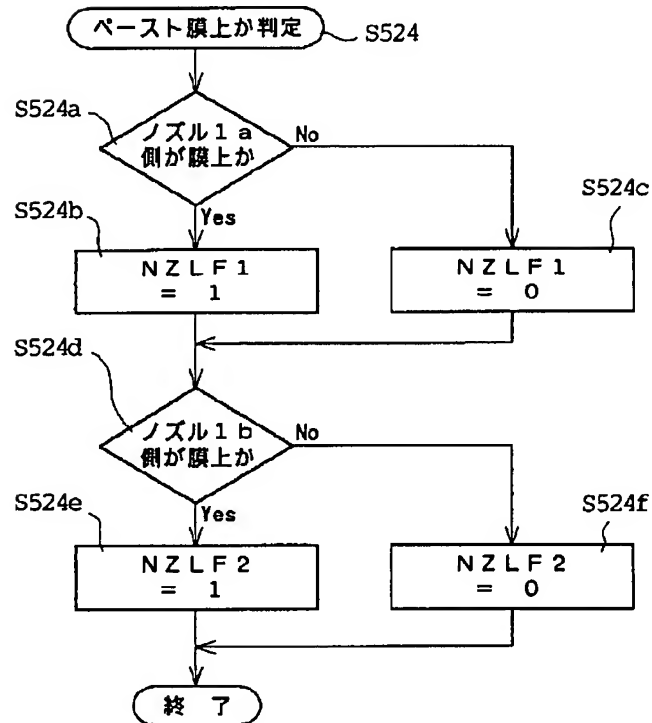 ペースト膜上か判定
S524
S524a
ノズル1a
側が膜上か
No
Yes
S524b
NZLF1
= 1
S524c
NZLF1
= 0
S524d
ノズル1b
側が膜上か
No
Yes
S524e
NZLF2
= 1
S524f
NZLF2
= 0
終 了